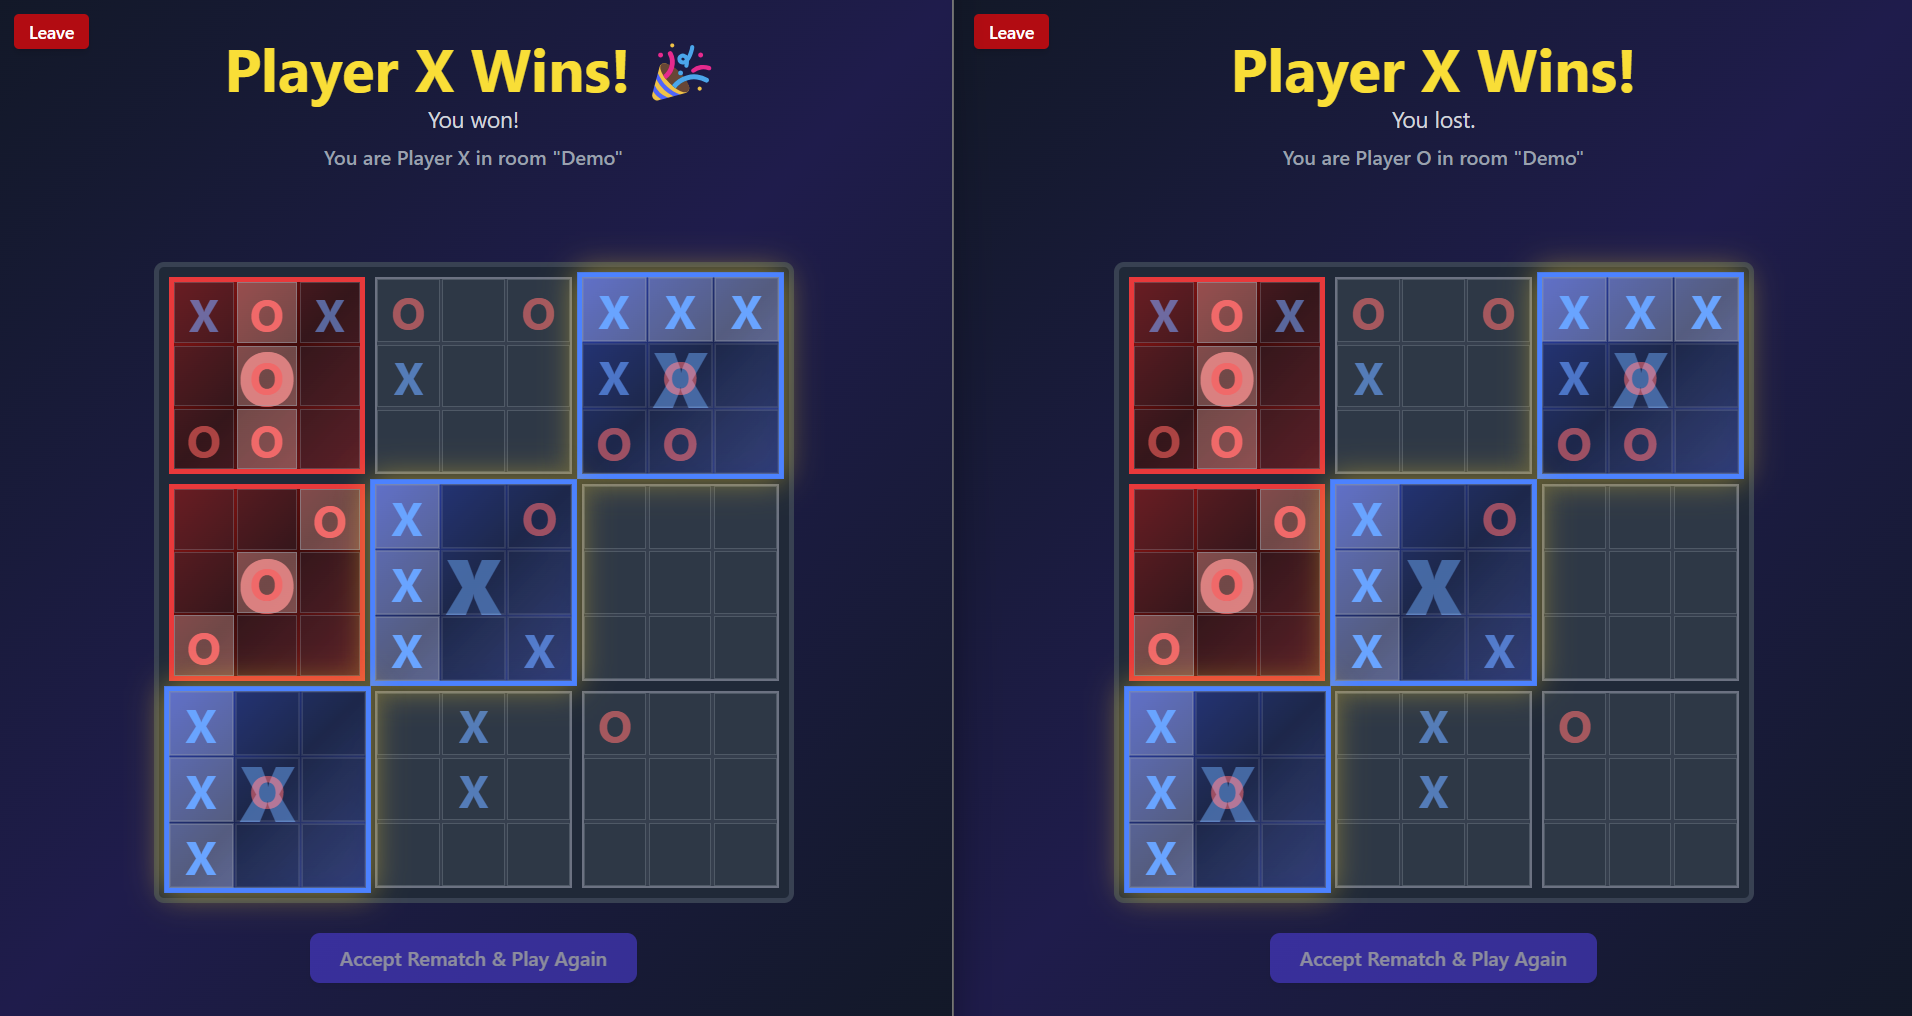 Leave
Player X Wins! 🎉
You won!
You are Player X in room "Demo"
X O X O O X X X
O X X O
O O O O
O X O
O X X
O X X
X X O
X O X
X
Accept Rematch & Play Again
Leave
Player X Wins!
You lost.
You are Player O in room "Demo"
X O X O O X X X
O X X O
O O O O
O X O
O X X
O X X
X X O
X O X
X
Accept Rematch & Play Again